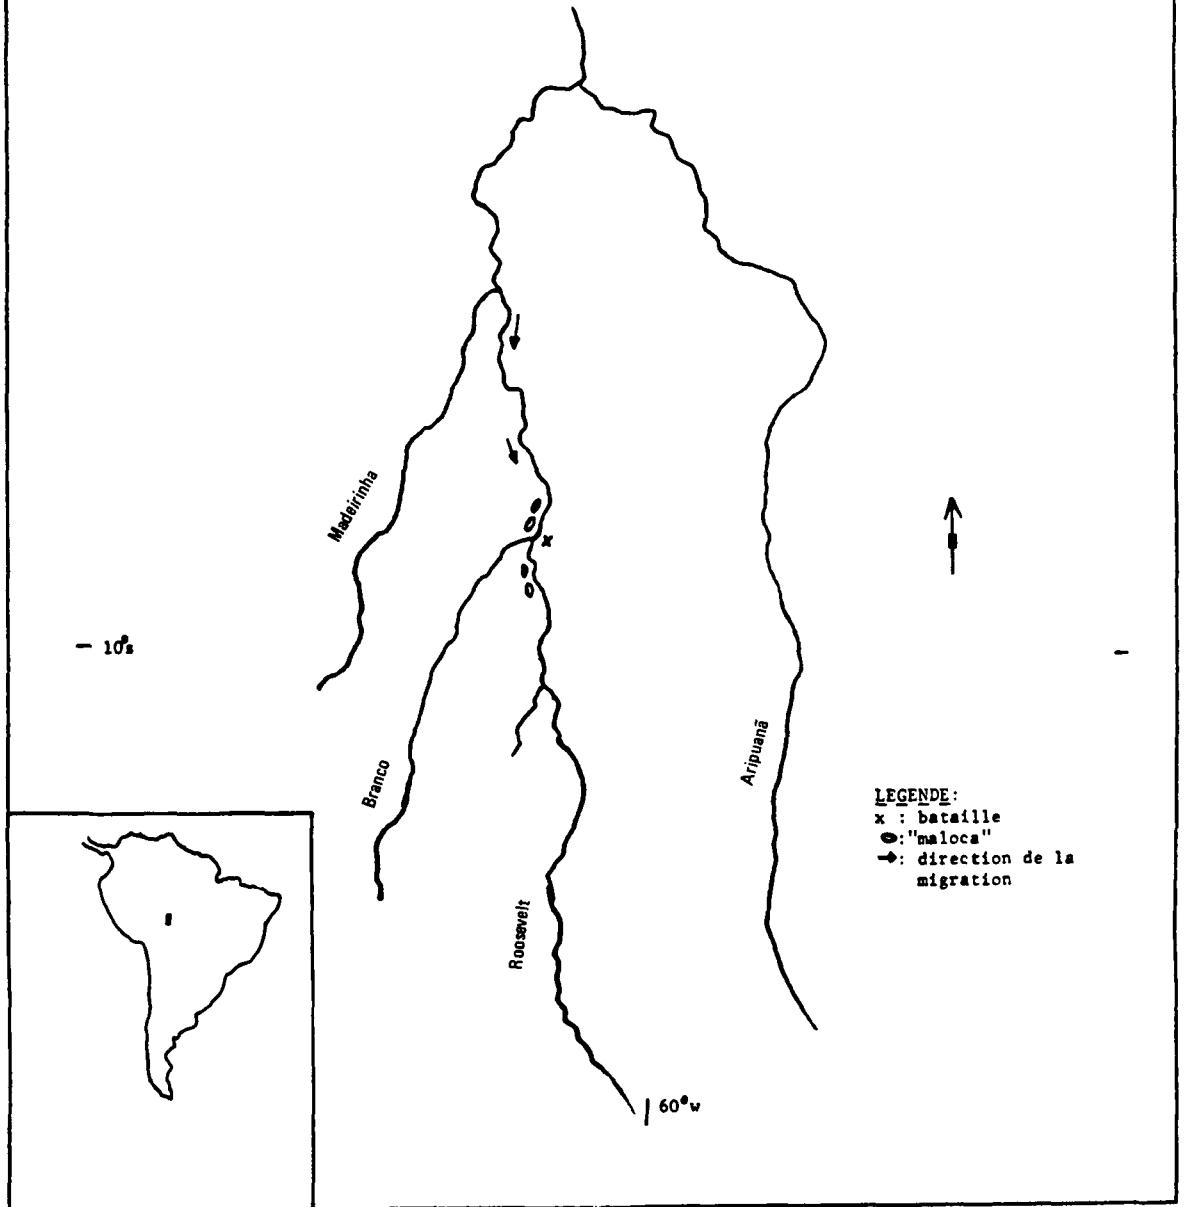 Madeirinha
x
— 10°s
Aripuanã
Branco
LEGENDE:
x : bataille
:"maloca"
→: direction de la
migration
Roosevelt
60°w